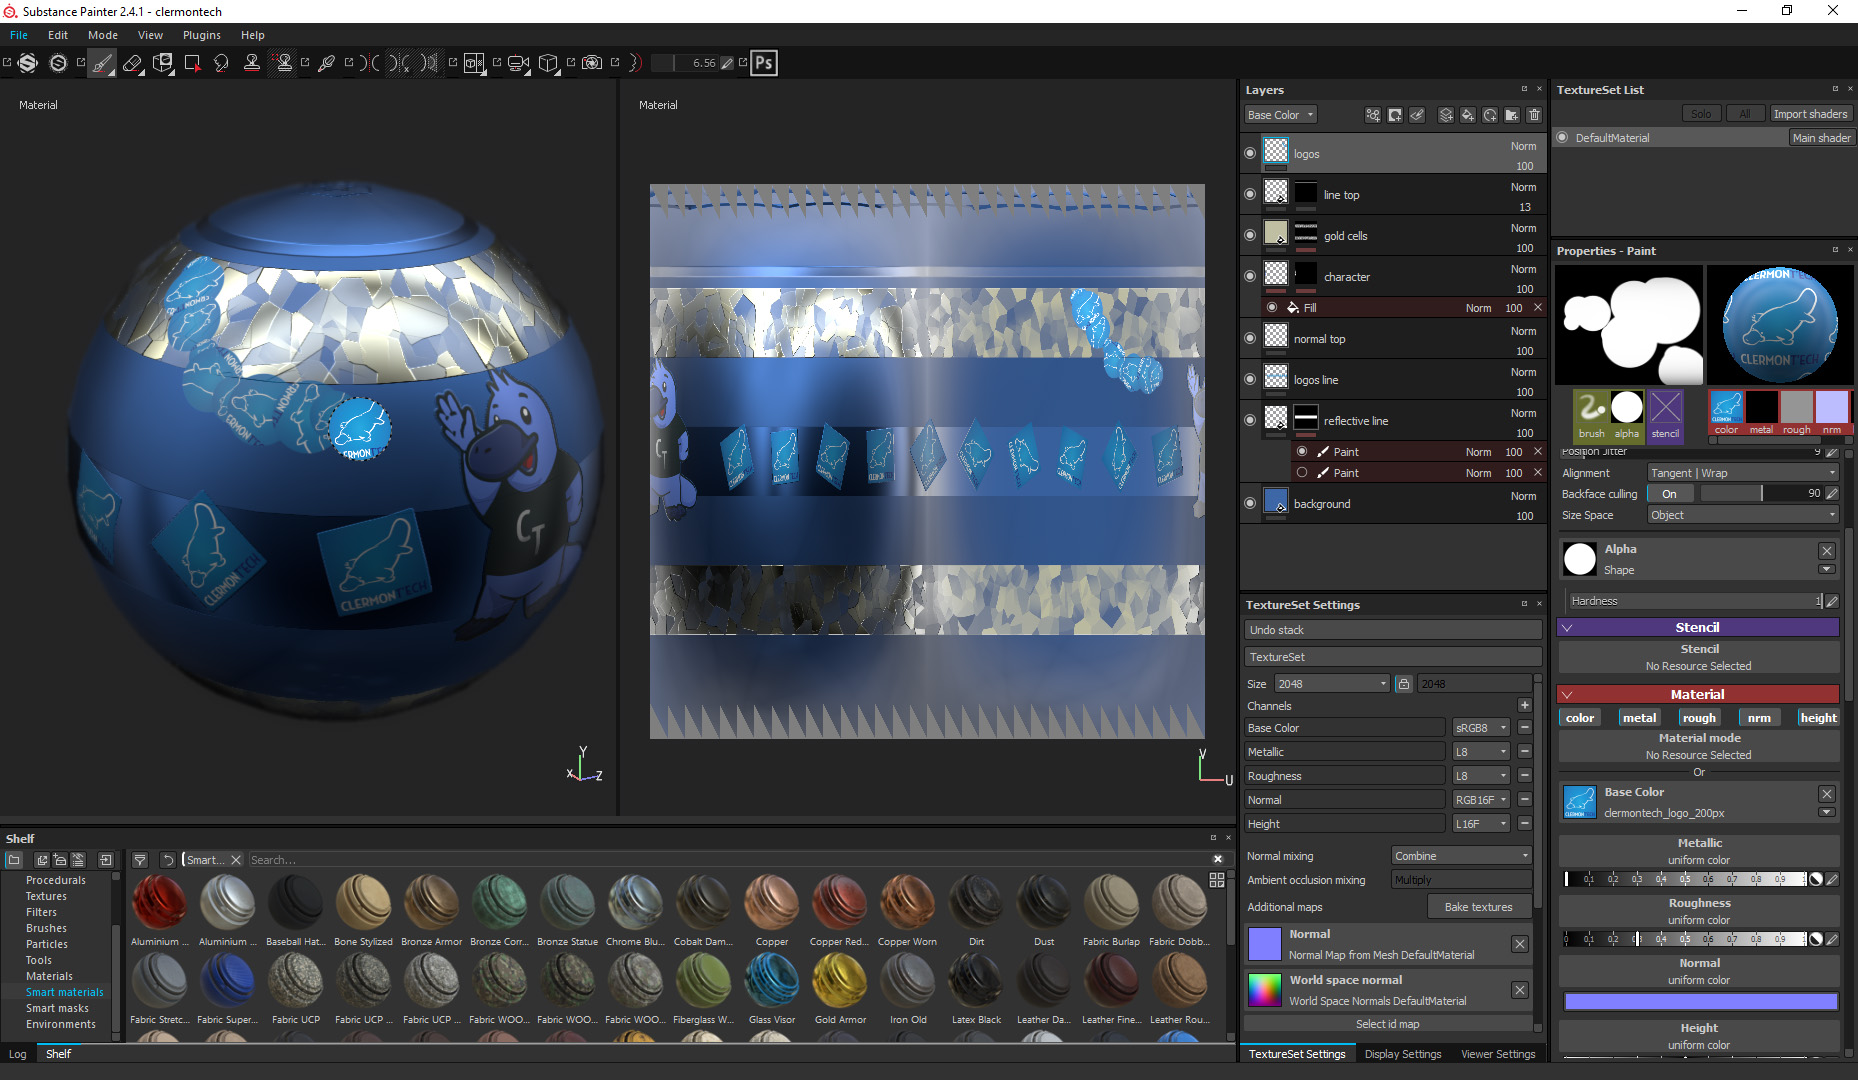 Substance Painter 2.4.1 - clermontech
File Edit Mode View Plugins Help
6.56 Ps
Material
CLERMONTECH
CLERMONTECH
CLERMONTECH
CT
Y
X Z
Material
V
U
Layers
Base Color
logos Norm 100
line top Norm 13
gold cells Norm 100
character Norm 100
Fill Norm 100
normal top Norm 100
logos line Norm 100
reflective line Norm 100
Paint Norm 100
Paint Norm 100
background Norm 100
TextureSet Settings
Undo stack
TextureSet
Size 2048 2048
Channels
Base Color sRGB8
Metallic L8
Roughness L8
Normal RGB16F
Height L16F
Normal mixing Combine
Ambient occlusion mixing Multiply
Additional maps Bake textures
Normal
Normal Map from Mesh DefaultMaterial
World space normal
World Space Normals DefaultMaterial
Select id map
TextureSet Settings Display Settings Viewer Settings
TextureSet List
Solo All Import shaders
DefaultMaterial Main shader
Properties - Paint
CLERMONTECH
brush alpha stencil color metal rough nrm
Position Jitter 9
Alignment Tangent | Wrap
Backface culling On 90
Size Space Object
Alpha
Shape
Hardness 1
Stencil
Stencil
No Resource Selected
Material
color metal rough nrm height
Material mode
No Resource Selected
Or
Base Color
clermontech_logo_200px
Metallic
uniform color
0.1 0.2 0.3 0.4 0.5 0.6 0.7 0.8 0.9 1
Roughness
uniform color
0 0.1 0.2 0.3 0.4 0.5 0.6 0.7 0.8 0.9 1
Normal
uniform color
Height
uniform color
Shelf
Smart... Search...
Procedurals
Textures
Filters
Brushes
Particles
Tools
Materials
Smart materials
Smart masks
Environments
Aluminium ... Aluminium ... Baseball Hat... Bone Stylized Bronze Armor Bronze Corr... Bronze Statue Chrome Blu... Cobalt Dam... Copper Copper Red... Copper Worn Dirt Dust Fabric Burlap Fabric Dobb...
Fabric Stretc... Fabric Super... Fabric UCP Fabric UCP ... Fabric UCP ... Fabric WOO... Fabric WOO... Fabric WOO... Fiberglass W... Glass Visor Gold Armor Iron Old Latex Black Leather Da... Leather Fine... Leather Rou...
Log Shelf